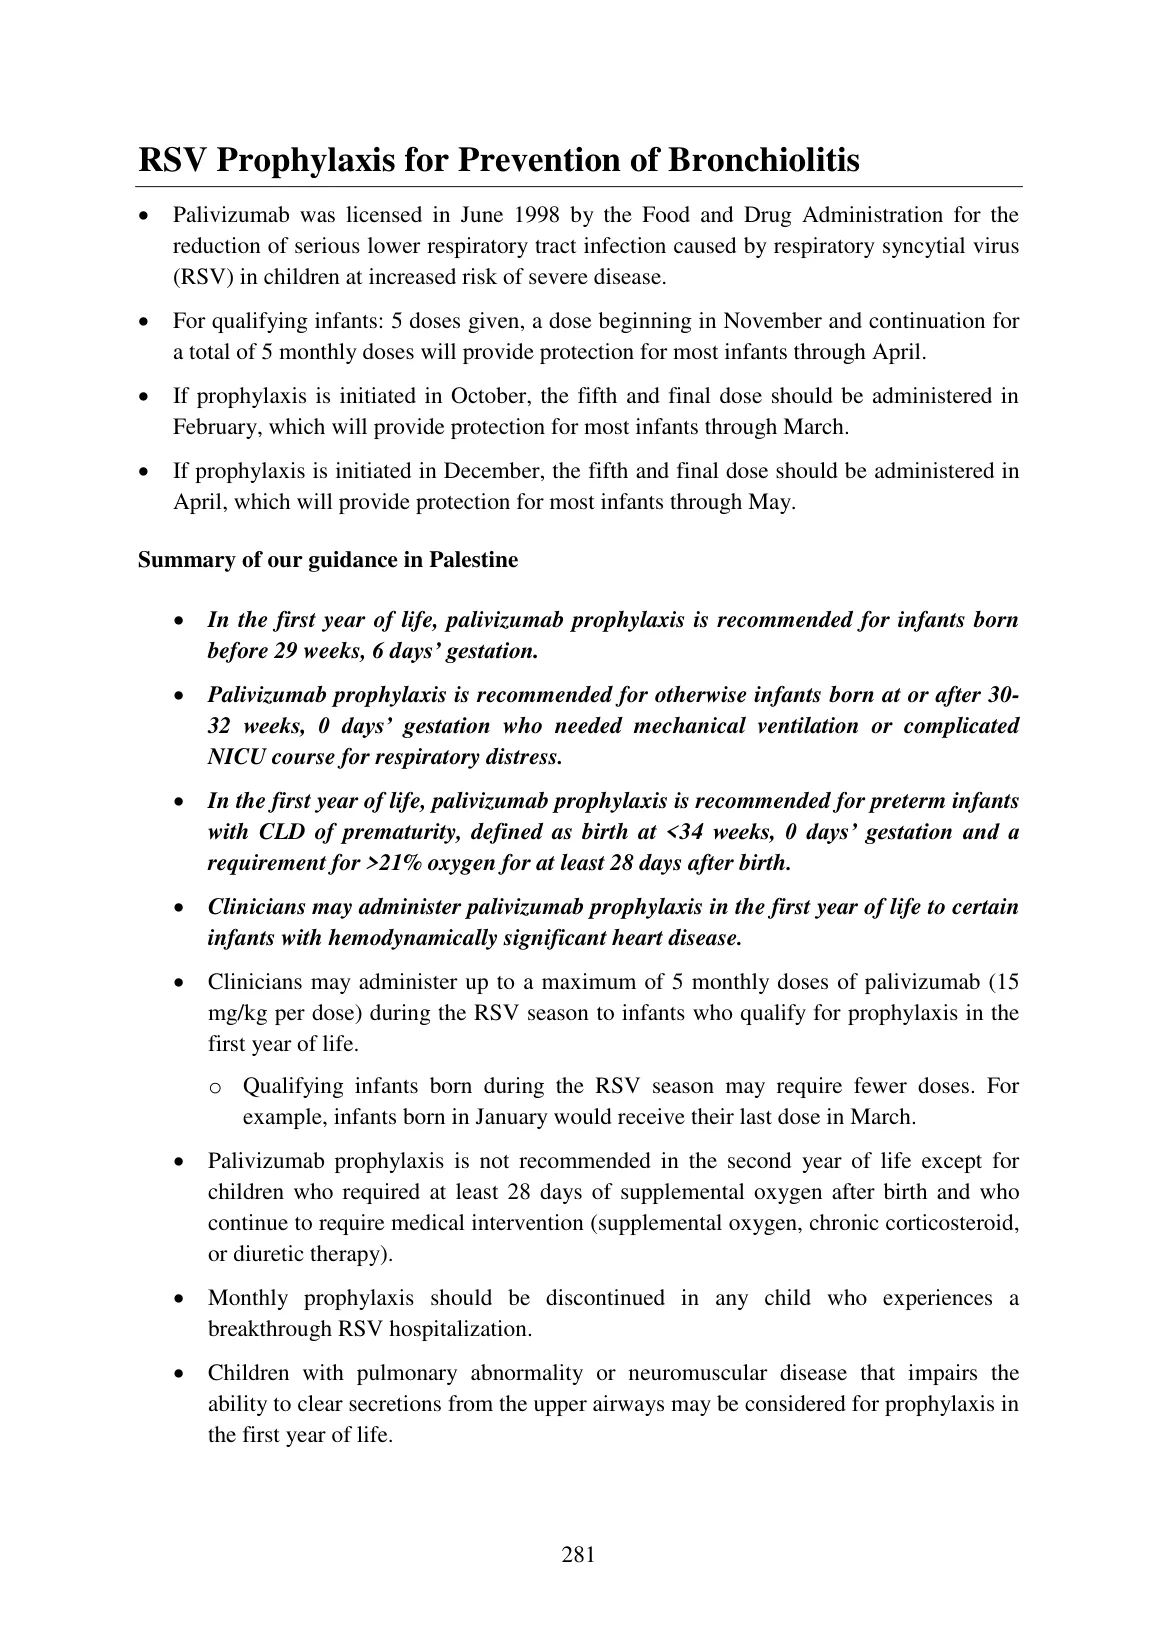 RSV Prophylaxis for Prevention of Bronchiolitis
• Palivizumab was licensed in June 1998 by the Food and Drug Administration for the
reduction of serious lower respiratory tract infection caused by respiratory syncytial virus
(RSV) in children at increased risk of severe disease.
• For qualifying infants: 5 doses given, a dose beginning in November and continuation for
a total of 5 monthly doses will provide protection for most infants through April.
• If prophylaxis is initiated in October, the fifth and final dose should be administered in
February, which will provide protection for most infants through March.
• If prophylaxis is initiated in December, the fifth and final dose should be administered in
April, which will provide protection for most infants through May.
Summary of our guidance in Palestine
• In the first year of life, palivizumab prophylaxis is recommended for infants born
before 29 weeks, 6 days’ gestation.
• Palivizumab prophylaxis is recommended for otherwise infants born at or after 30-
32 weeks, 0 days’ gestation who needed mechanical ventilation or complicated
NICU course for respiratory distress.
• In the first year of life, palivizumab prophylaxis is recommended for preterm infants
with CLD of prematurity, defined as birth at <34 weeks, 0 days’ gestation and a
requirement for >21% oxygen for at least 28 days after birth.
• Clinicians may administer palivizumab prophylaxis in the first year of life to certain
infants with hemodynamically significant heart disease.
• Clinicians may administer up to a maximum of 5 monthly doses of palivizumab (15
mg/kg per dose) during the RSV season to infants who qualify for prophylaxis in the
first year of life.
o Qualifying infants born during the RSV season may require fewer doses. For
example, infants born in January would receive their last dose in March.
• Palivizumab prophylaxis is not recommended in the second year of life except for
children who required at least 28 days of supplemental oxygen after birth and who
continue to require medical intervention (supplemental oxygen, chronic corticosteroid,
or diuretic therapy).
• Monthly prophylaxis should be discontinued in any child who experiences a
breakthrough RSV hospitalization.
• Children with pulmonary abnormality or neuromuscular disease that impairs the
ability to clear secretions from the upper airways may be considered for prophylaxis in
the first year of life.
281